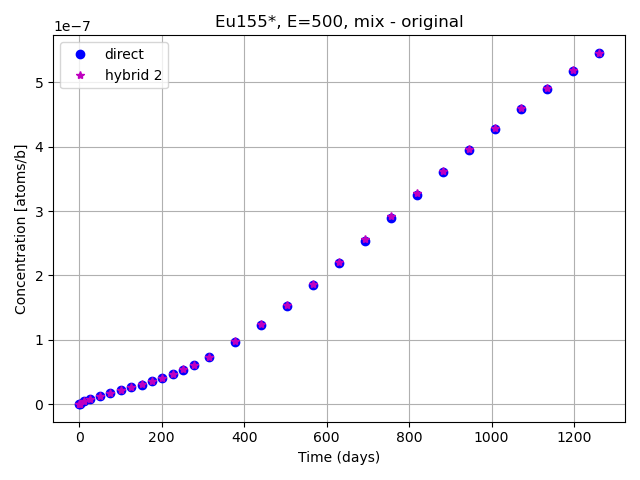 Eu155*, E=500, mix - original
1e−7
direct
hybrid 2
5
4
3
2
1
0
Concentration [atoms/b]
0 200 400 600 800 1000 1200
Time (days)